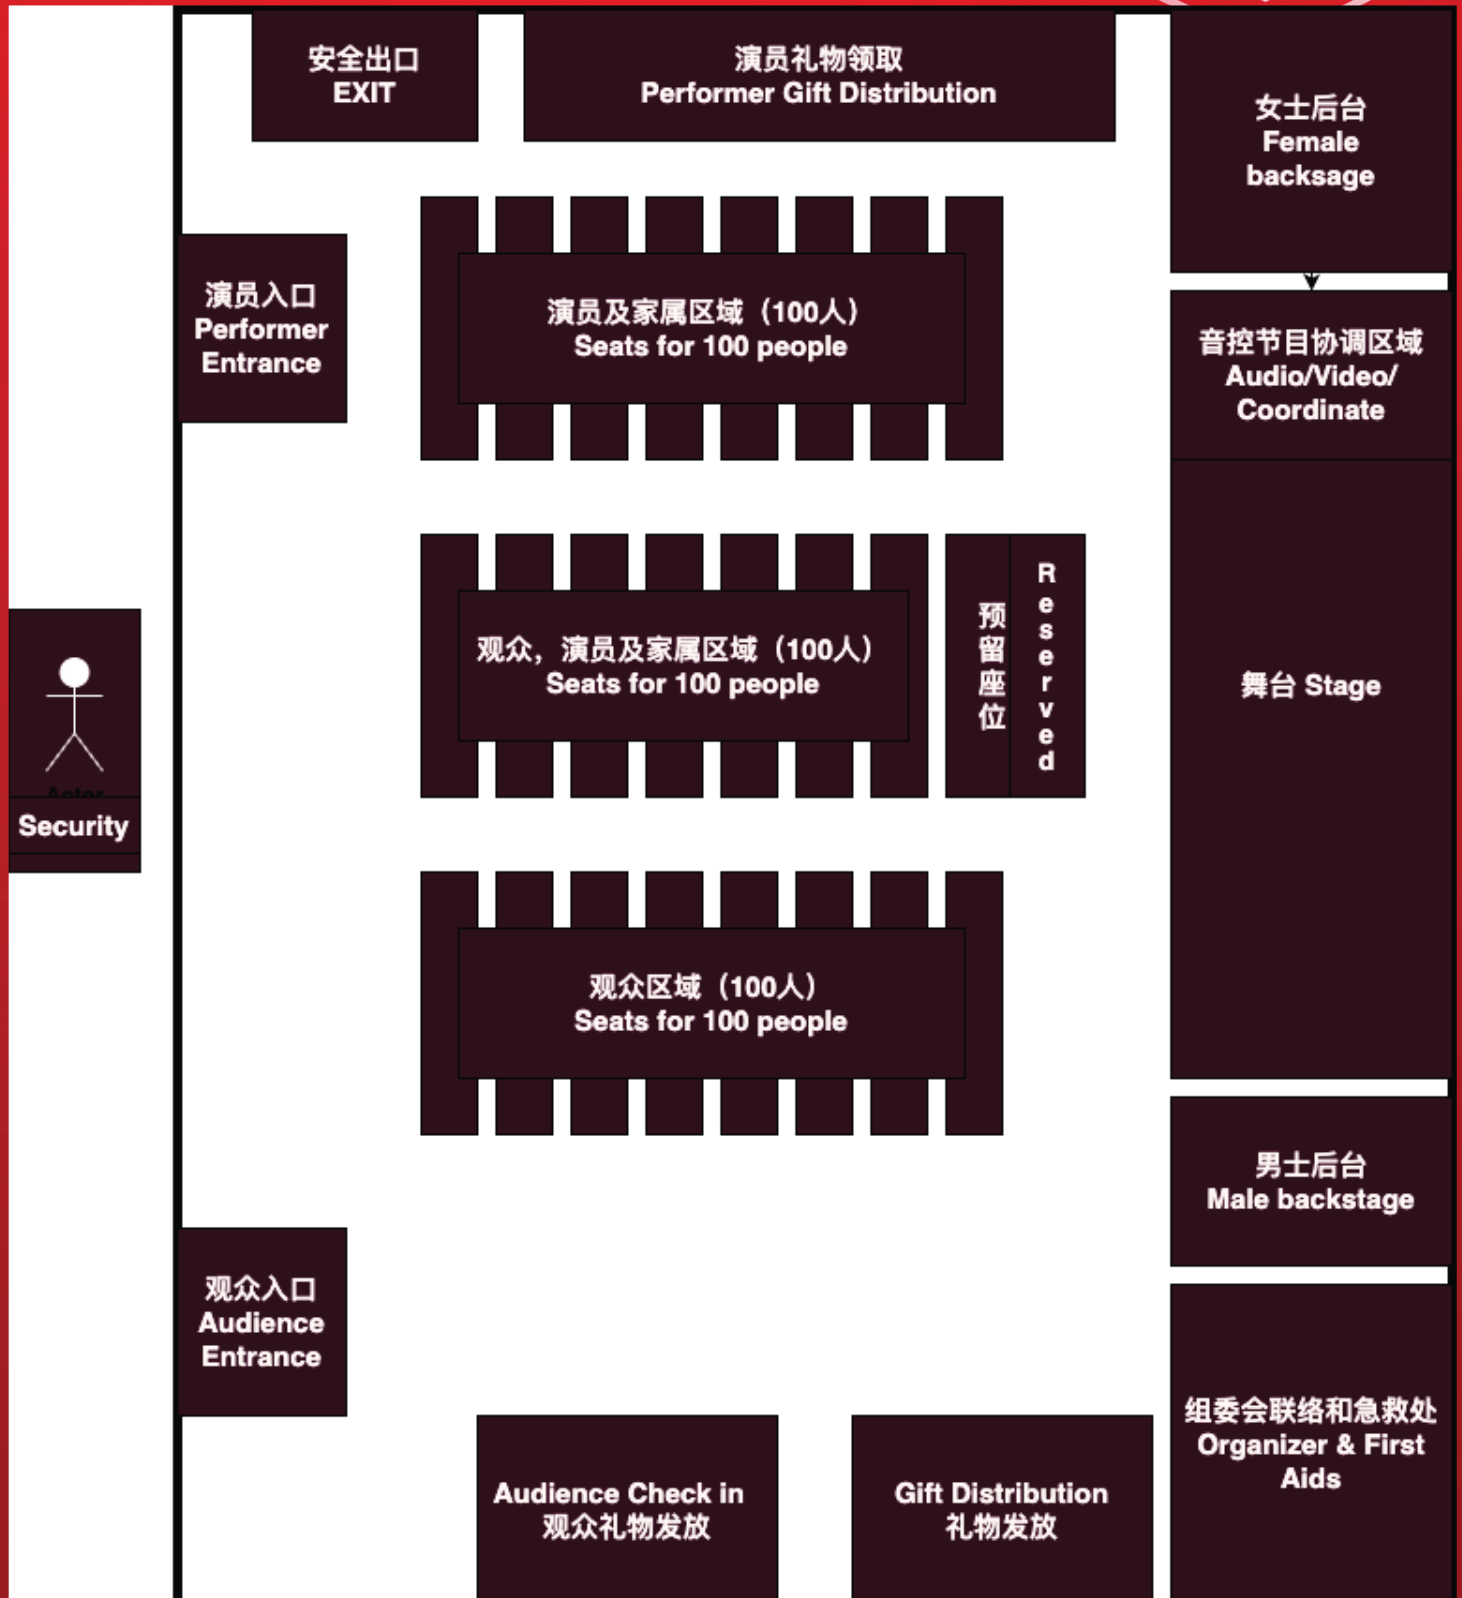 安全出口
EXIT
演员礼物领取
Performer Gift Distribution
女士后台
Female
backsage
演员入口
Performer
Entrance
演员及家属区域（100人）
Seats for 100 people
音控节目协调区域
Audio/Video/
Coordinate
观众，演员及家属区域（100人）
Seats for 100 people
预留座位
Reserved
舞台 Stage
Actor
Security
观众区域（100人）
Seats for 100 people
男士后台
Male backstage
观众入口
Audience
Entrance
组委会联络和急救处
Organizer & First
Aids
Audience Check in
观众礼物发放
Gift Distribution
礼物发放